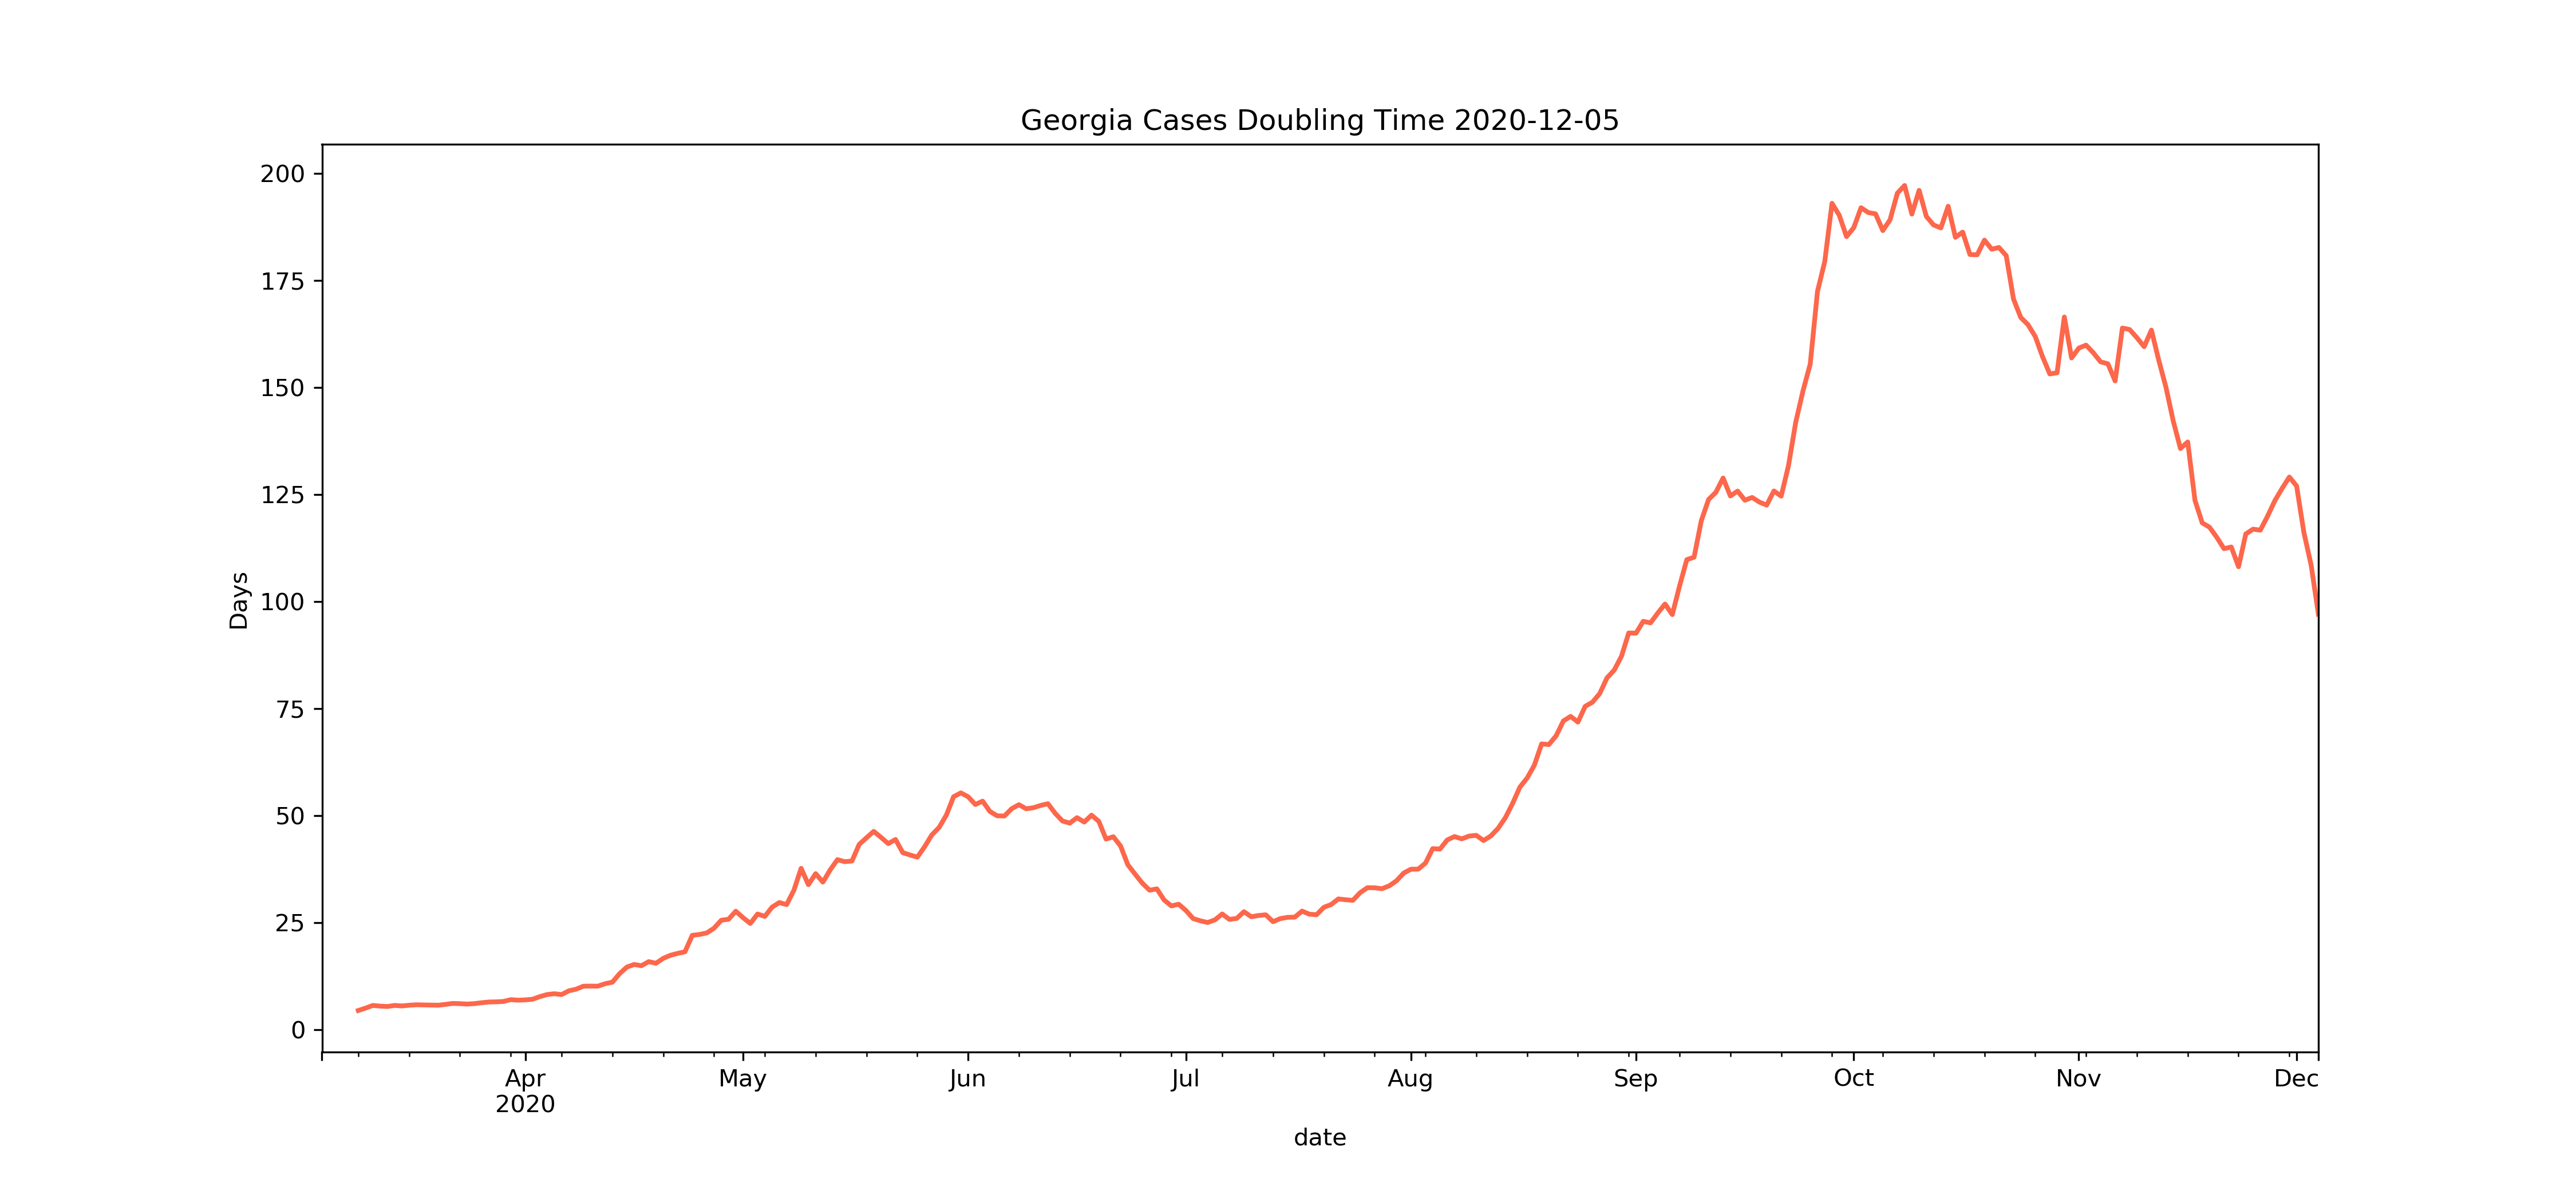 Georgia Cases Doubling Time 2020-12-05
200
175
150
125
100
75
50
25
0
Days
Apr May Jun Jul Aug Sep Oct Nov Dec
2020
date